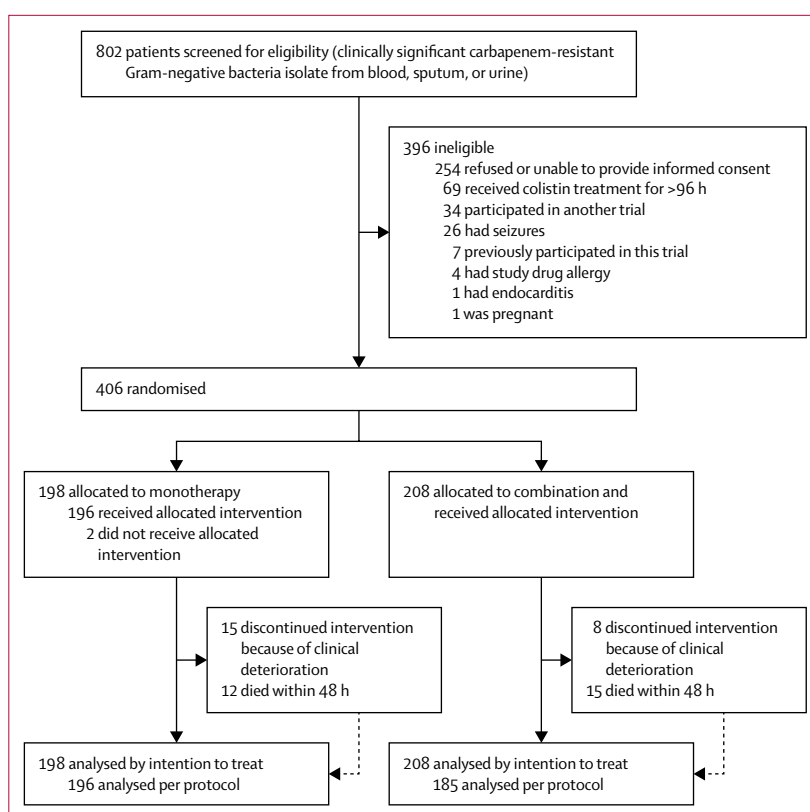 802 patients screened for eligibility (clinically significant carbapenem-resistant
Gram-negative bacteria isolate from blood, sputum, or urine)
396 ineligible
254 refused or unable to provide informed consent
69 received colistin treatment for >96 h
34 participated in another trial
26 had seizures
7 previously participated in this trial
4 had study drug allergy
1 had endocarditis
1 was pregnant
406 randomised
198 allocated to monotherapy
196 received allocated intervention
2 did not receive allocated
intervention
208 allocated to combination and
received allocated intervention
15 discontinued intervention
because of clinical
deterioration
12 died within 48 h
8 discontinued intervention
because of clinical
deterioration
15 died within 48 h
198 analysed by intention to treat
196 analysed per protocol
208 analysed by intention to treat
185 analysed per protocol